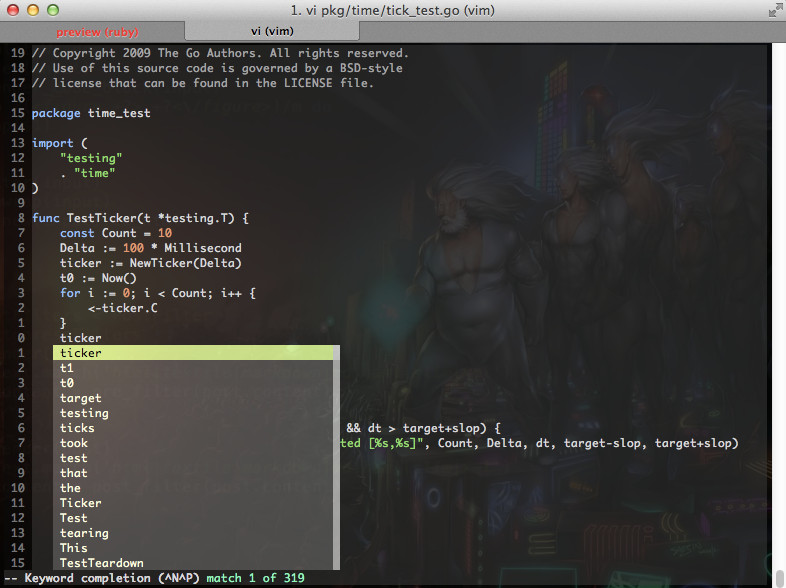 1. vi pkg/time/tick_test.go (vim)
preview (ruby) vi (vim)
19 // Copyright 2009 The Go Authors. All rights reserved.
18 // Use of this source code is governed by a BSD-style
17 // license that can be found in the LICENSE file.
16
15 package time_test
14
13 import (
12     "testing"
11     . "time"
10 )
9
8 func TestTicker(t *testing.T) {
7     const Count = 10
6     Delta := 100 * Millisecond
5     ticker := NewTicker(Delta)
4     t0 := Now()
3     for i := 0; i < Count; i++ {
2         <-ticker.C
1     }
0     ticker
1     ticker
2     t1
3     t0
4     target
5     testing
6     ticks && dt > target+slop) {
7     took ted [%s,%s]", Count, Delta, dt, target-slop, target+slop)
8     test
9     that
10     the
11     Ticker
12     Test
13     tearing
14     This
15     TestTeardown
-- Keyword completion (^N^P) match 1 of 319